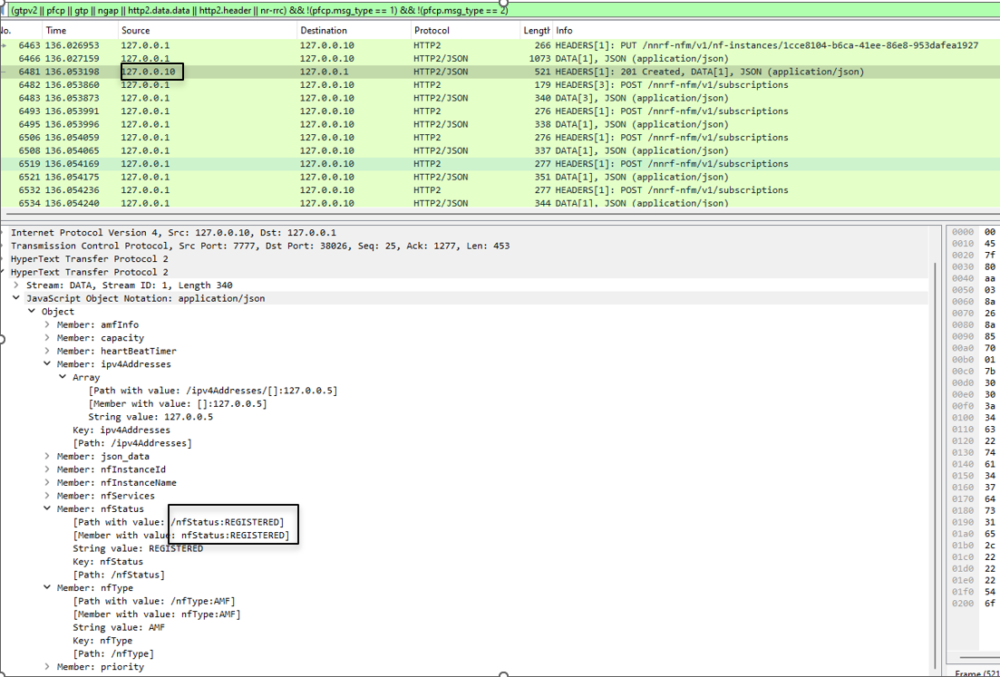 (gtpv2 || pfcp || gtp || ngap || http2.data.data || http2.header || nr-rrc) && !(pfcp.msg_type == 1) && !(pfcp.msg_type == 2)
No. Time Source Destination Protocol Length Info
6463 136.026953 127.0.0.1 127.0.0.10 HTTP2 266 HEADERS[1]: PUT /nnrf-nfm/v1/nf-instances/1cce8104-b6ca-41ee-86e8-953dafea1927
6466 136.027159 127.0.0.1 127.0.0.10 HTTP2/JSON 1073 DATA[1], JSON (application/json)
6481 136.053198 127.0.0.10 127.0.0.1 HTTP2/JSON 521 HEADERS[1]: 201 Created, DATA[1], JSON (application/json)
6482 136.053860 127.0.0.1 127.0.0.10 HTTP2 179 HEADERS[3]: POST /nnrf-nfm/v1/subscriptions
6483 136.053873 127.0.0.1 127.0.0.10 HTTP2/JSON 340 DATA[3], JSON (application/json)
6493 136.053991 127.0.0.1 127.0.0.10 HTTP2 276 HEADERS[1]: POST /nnrf-nfm/v1/subscriptions
6495 136.053996 127.0.0.1 127.0.0.10 HTTP2/JSON 338 DATA[1], JSON (application/json)
6506 136.054059 127.0.0.1 127.0.0.10 HTTP2 276 HEADERS[1]: POST /nnrf-nfm/v1/subscriptions
6508 136.054065 127.0.0.1 127.0.0.10 HTTP2/JSON 337 DATA[1], JSON (application/json)
6519 136.054169 127.0.0.1 127.0.0.10 HTTP2 277 HEADERS[1]: POST /nnrf-nfm/v1/subscriptions
6521 136.054175 127.0.0.1 127.0.0.10 HTTP2/JSON 351 DATA[1], JSON (application/json)
6532 136.054236 127.0.0.1 127.0.0.10 HTTP2 277 HEADERS[1]: POST /nnrf-nfm/v1/subscriptions
6534 136.054240 127.0.0.1 127.0.0.10 HTTP2/JSON 344 DATA[1], JSON (application/json)
Internet Protocol Version 4, Src: 127.0.0.10, Dst: 127.0.0.1
Transmission Control Protocol, Src Port: 7777, Dst Port: 38026, Seq: 25, Ack: 1277, Len: 453
HyperText Transfer Protocol 2
HyperText Transfer Protocol 2
Stream: DATA, Stream ID: 1, Length 340
JavaScript Object Notation: application/json
Object
Member: amfInfo
Member: capacity
Member: heartBeatTimer
Member: ipv4Addresses
Array
[Path with value: /ipv4Addresses/[]:127.0.0.5]
[Member with value: []:127.0.0.5]
String value: 127.0.0.5
Key: ipv4Addresses
[Path: /ipv4Addresses]
Member: json_data
Member: nfInstanceId
Member: nfInstanceName
Member: nfServices
Member: nfStatus
[Path with value: /nfStatus:REGISTERED]
[Member with value: nfStatus:REGISTERED]
String value: REGISTERED
Key: nfStatus
[Path: /nfStatus]
Member: nfType
[Path with value: /nfType:AMF]
[Member with value: nfType:AMF]
String value: AMF
Key: nfType
[Path: /nfType]
Member: priority
0000 00
0010 45
0020 7f
0030 80
0040 aa
0050 03
0060 8a
0070 26
0080 8a
0090 85
00a0 70
00b0 01
00c0 7b
00d0 30
00e0 30
00f0 3a
0100 34
0110 63
0120 22
0130 74
0140 61
0150 34
0160 37
0170 64
0180 73
0190 31
01a0 65
01b0 2c
01c0 22
01d0 22
01e0 22
01f0 54
0200 6f
Frame (521